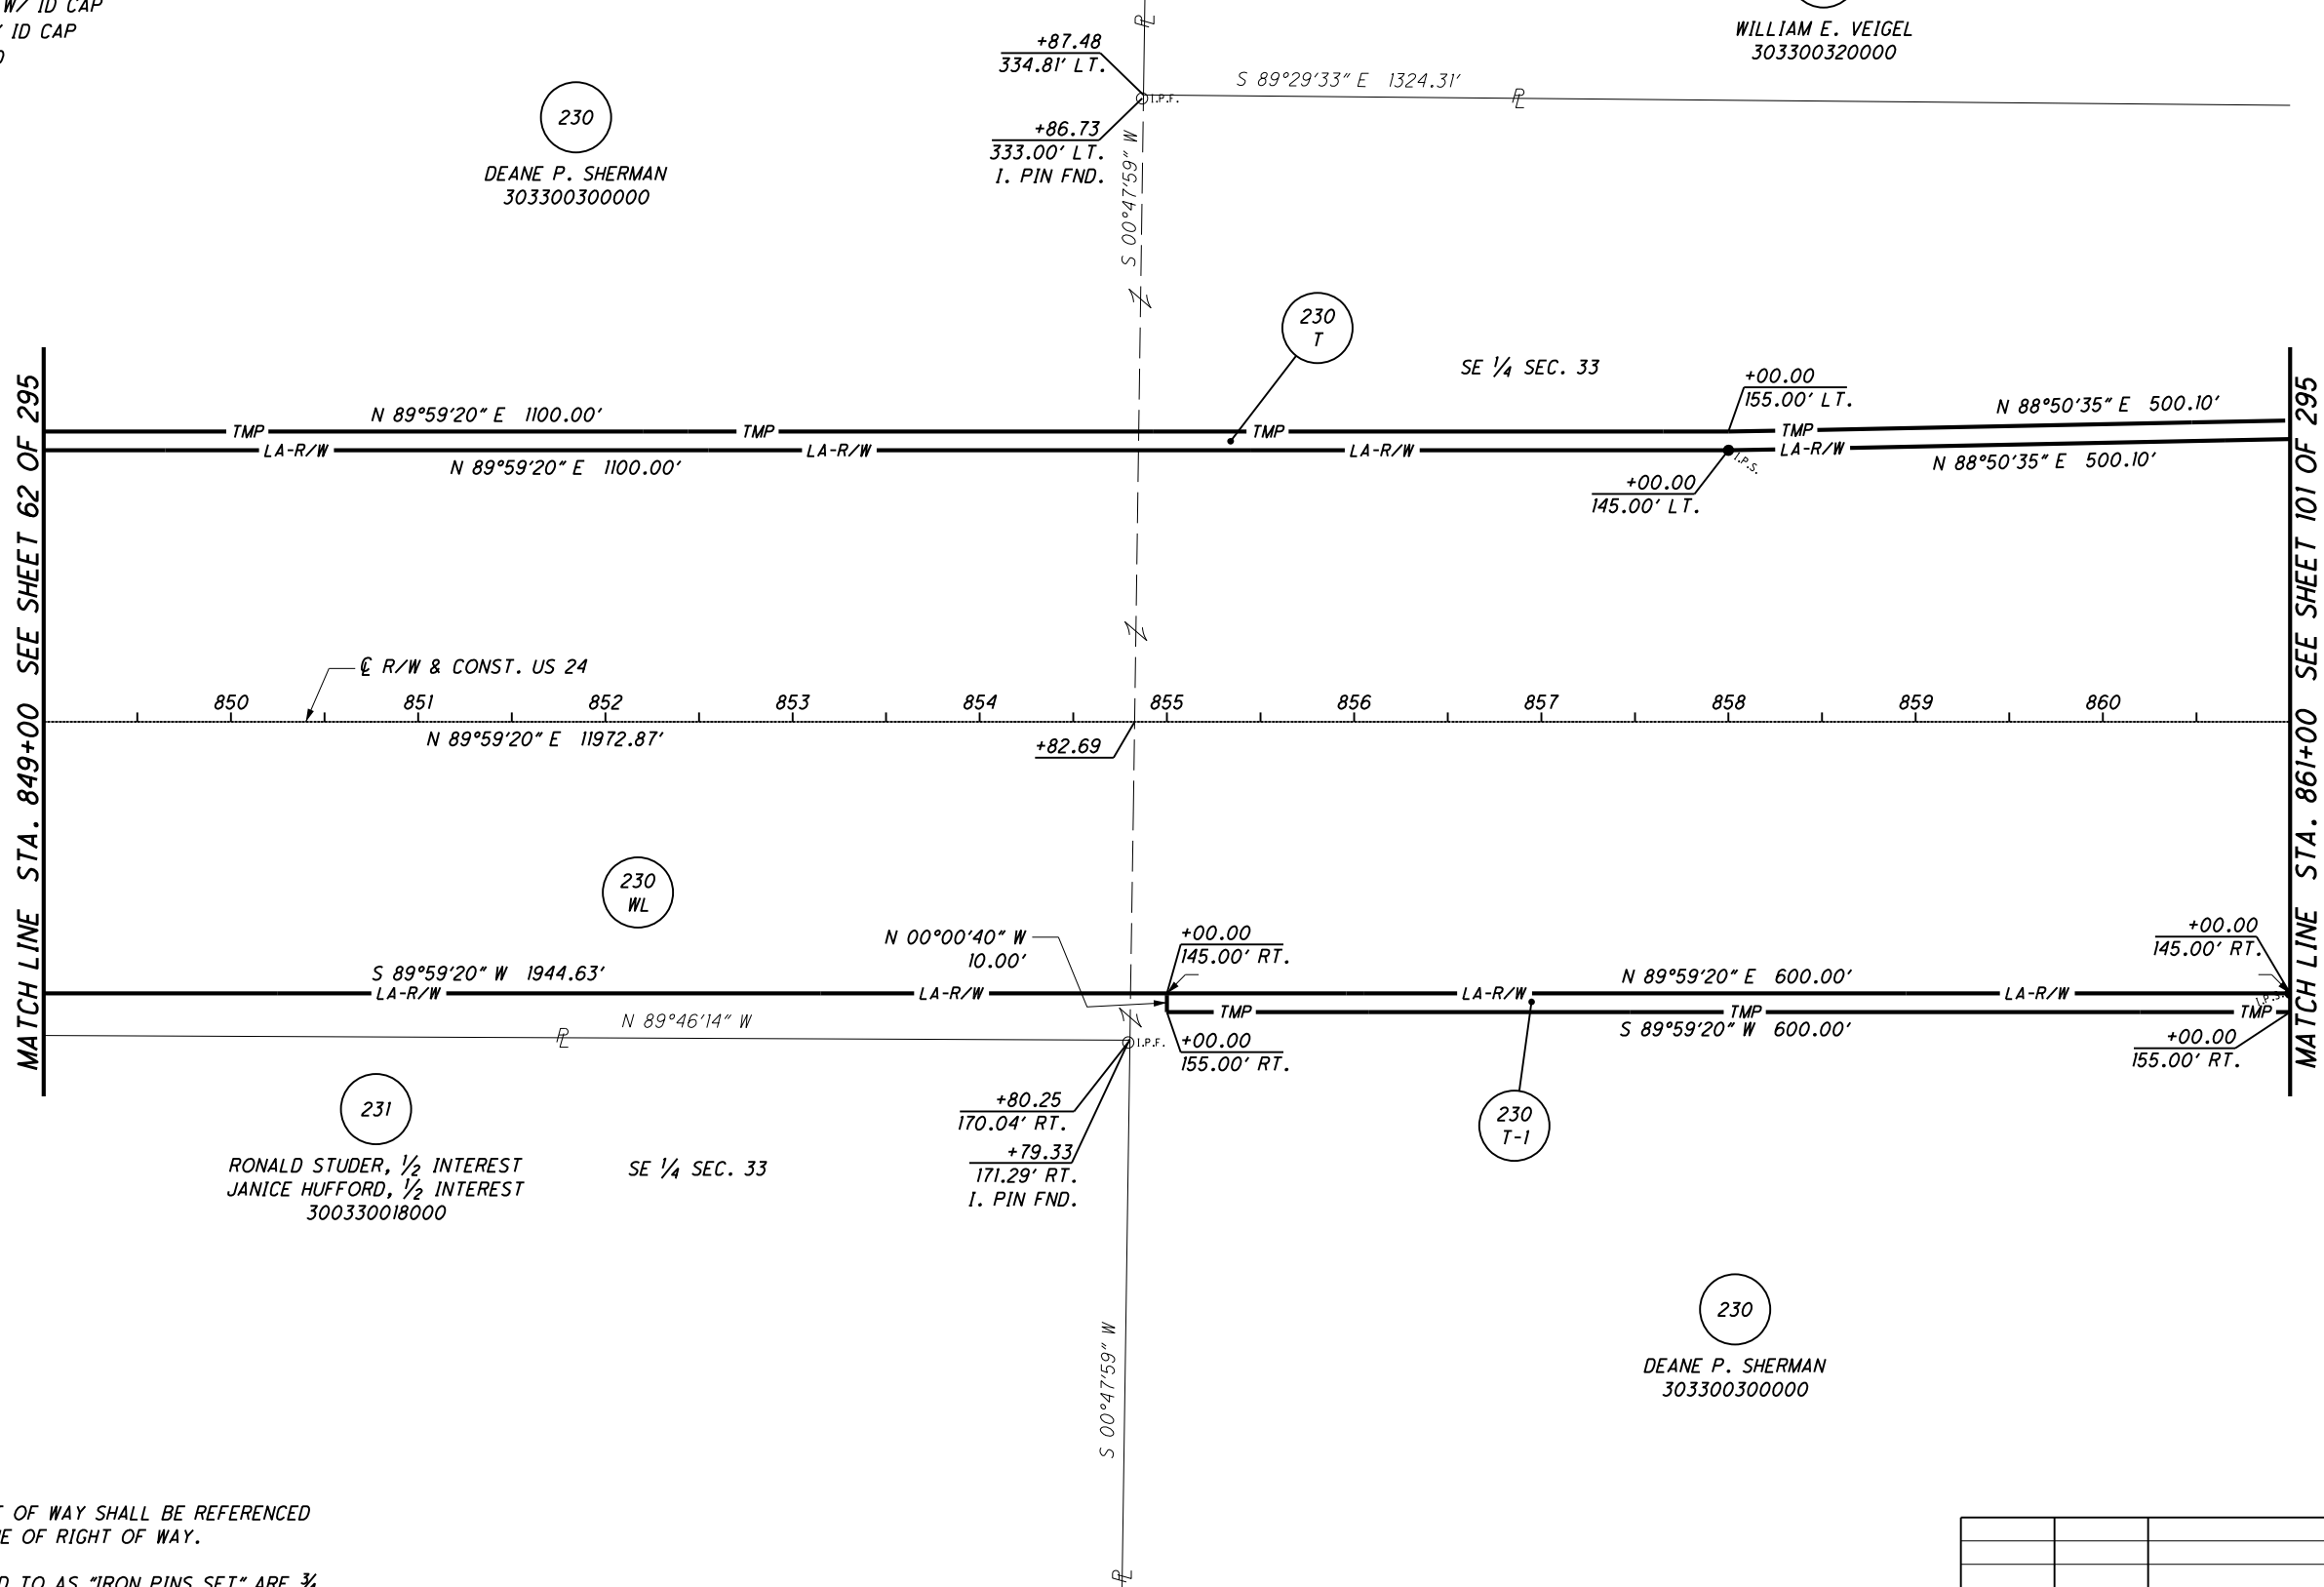 W/ ID CAP
ID CAP
WILLIAM E. VEIGEL
303300320000
+87.48
334.81' LT.
S 89°29'33" E 1324.31'
I.P.F.
+86.73
333.00' LT.
I. PIN FND.
230
DEANE P. SHERMAN
303300300000
S 00°47'59" W
230
T
SE 1/4 SEC. 33
+00.00
155.00' LT.
N 89°59'20" E 1100.00'
N 88°50'35" E 500.10'
TMP TMP TMP TMP
LA-R/W LA-R/W LA-R/W LA-R/W
N 89°59'20" E 1100.00'
N 88°50'35" E 500.10'
I.P.S.
+00.00
145.00' LT.
MATCH LINE STA. 849+00 SEE SHEET 62 OF 295
MATCH LINE STA. 861+00 SEE SHEET 101 OF 295
℄ R/W & CONST. US 24
850 851 852 853 854 855 856 857 858 859 860
N 89°59'20" E 11972.87'
+82.69
230
WL
N 00°00'40" W
10.00'
+00.00
145.00' RT.
+00.00
145.00' RT.
S 89°59'20" W 1944.63'
N 89°59'20" E 600.00'
LA-R/W LA-R/W LA-R/W LA-R/W
I.P.S.
TMP TMP TMP
N 89°46'14" W
S 89°59'20" W 600.00'
I.P.F.
+00.00
155.00' RT.
+00.00
155.00' RT.
231
RONALD STUDER, 1/2 INTEREST
JANICE HUFFORD, 1/2 INTEREST
300330018000
SE 1/4 SEC. 33
+80.25
170.04' RT.
+79.33
171.29' RT.
I. PIN FND.
230
T-1
230
DEANE P. SHERMAN
303300300000
S 00°47'59" W
OF WAY SHALL BE REFERENCED
OF RIGHT OF WAY.
TO AS "IRON PINS SET" ARE 3/4